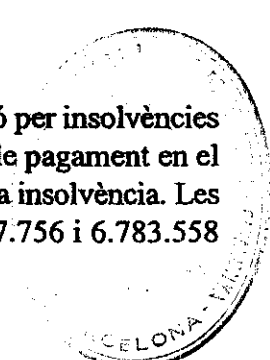 ó per insolvències
le pagament en el
a insolvència. Les
7.756 i 6.783.558
CELONA